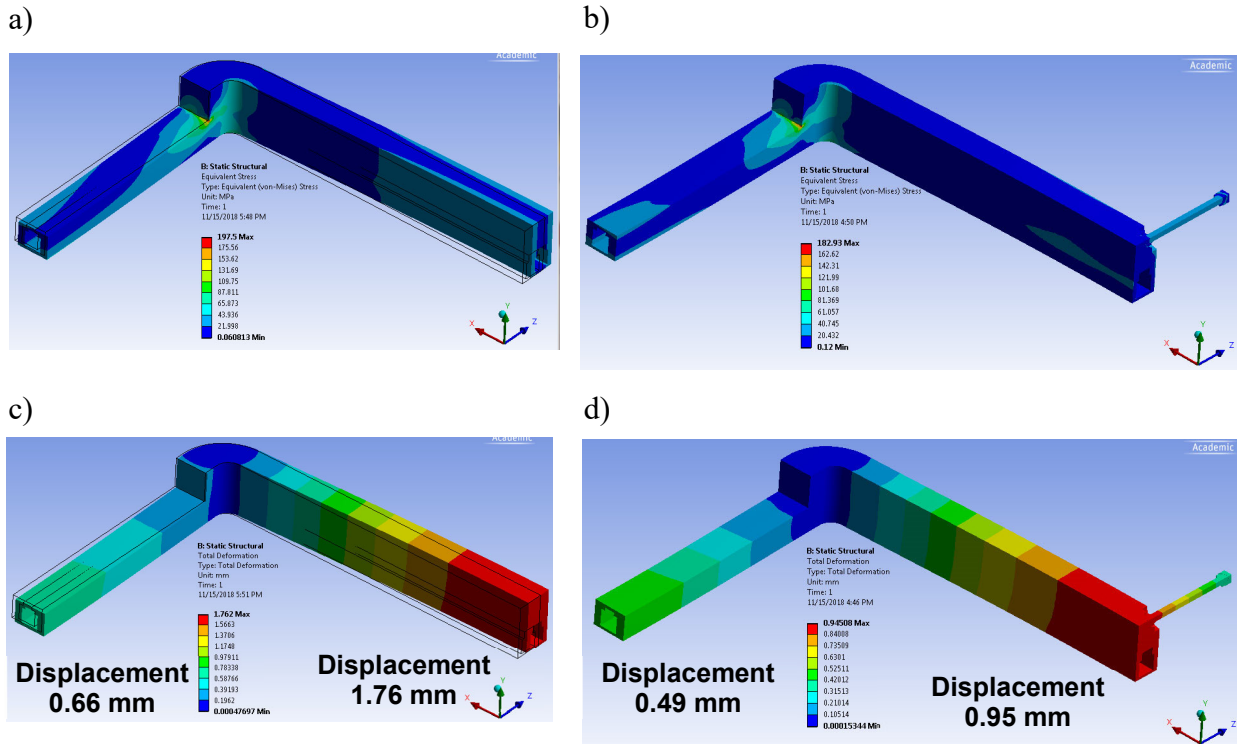 a)
b)
Academic
B: Static Structural
Equivalent Stress
Type: Equivalent (von-Mises) Stress
Unit: MPa
Time: 1
11/15/2018 5:48 PM
197.5 Max
175.56
153.62
131.69
109.75
87.811
65.873
43.936
21.998
0.060813 Min
Y
X
Z
Academic
B: Static Structural
Equivalent Stress
Type: Equivalent (von-Mises) Stress
Unit: MPa
Time: 1
11/15/2018 4:50 PM
182.93 Max
162.62
142.31
121.99
101.68
81.369
61.057
40.745
20.432
0.12 Min
Y
X
Z
c)
d)
Academic
B: Static Structural
Total Deformation
Type: Total Deformation
Unit: mm
Time: 1
11/15/2018 5:51 PM
1.762 Max
1.5663
1.3706
1.1748
0.97911
0.78338
0.58766
0.39193
0.1962
0.00047697 Min
Displacement
0.66 mm
Displacement
1.76 mm
Y
X
Z
Academic
B: Static Structural
Total Deformation
Type: Total Deformation
Unit: mm
Time: 1
11/15/2018 4:46 PM
0.94508 Max
0.84008
0.73509
0.6301
0.52511
0.42012
0.31513
0.21014
0.10514
0.00015344 Min
Displacement
0.49 mm
Displacement
0.95 mm
Y
X
Z